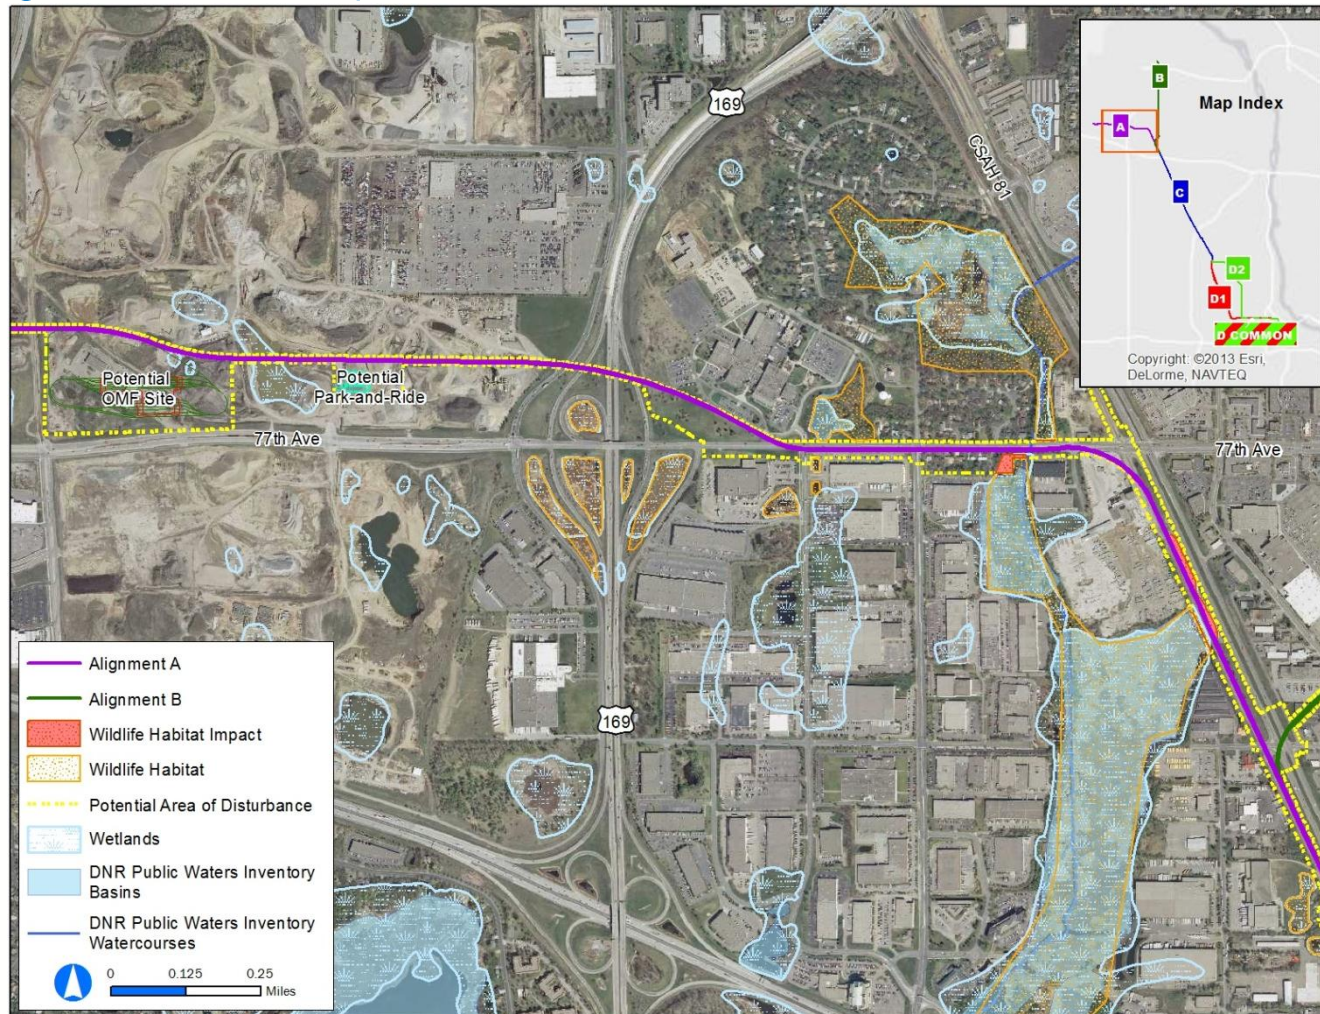 169
CSAH 81
B
Map Index
A
C
D2
D1
D COMMON
Copyright: ©2013 Esri,
DeLorme, NAVTEQ
Potential
OMF Site
Potential
Park-and-Ride
77th Ave
77th Ave
169
Alignment A
Alignment B
Wildlife Habitat Impact
Wildlife Habitat
Potential Area of Disturbance
Wetlands
DNR Public Waters Inventory
Basins
DNR Public Waters Inventory
Watercourses
0 0.125 0.25
Miles